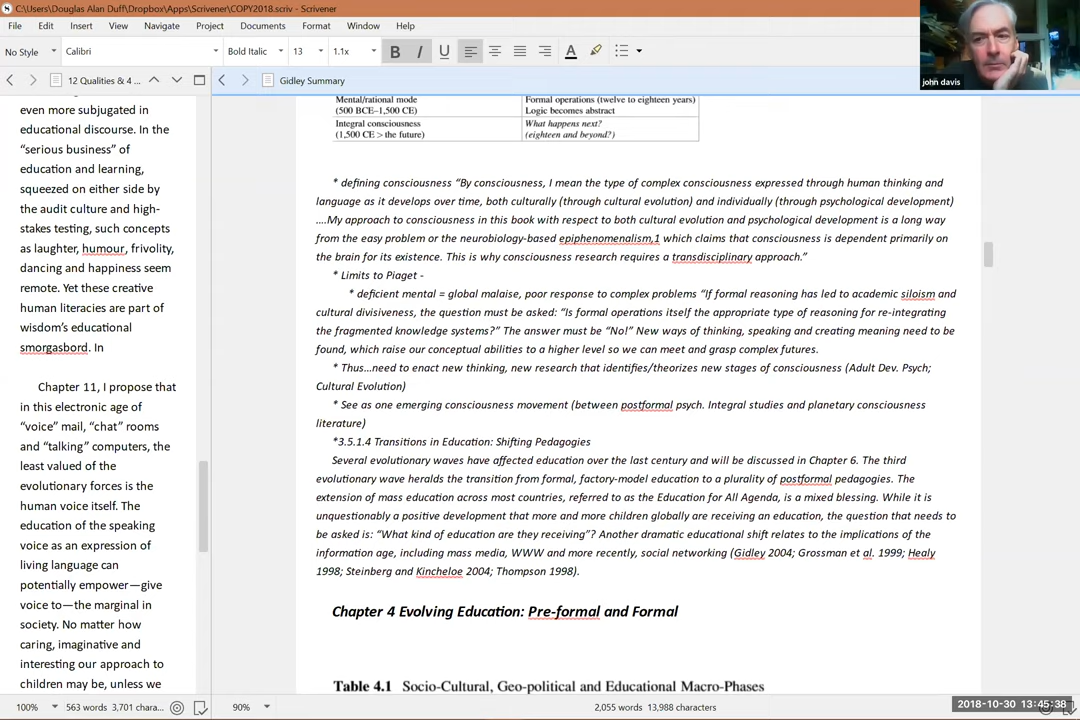 C:\Users\Douglas Alan Duff\Dropbox\Apps\Scrivener\COPY2018.scriv - Scrivener
File Edit Insert View Navigate Project Documents Format Window Help
No Style Calibri Bold Italic 13 1.1x B I U A
12 Qualities & 4 ...
Gidley Summary
john davis
even more subjugated in
educational discourse. In the
“serious business” of
education and learning,
squeezed on either side by
the audit culture and high-
stakes testing, such concepts
as laughter, humour, frivolity,
dancing and happiness seem
remote. Yet these creative
human literacies are part of
wisdom’s educational
smorgasbord. In
Chapter 11, I propose that
in this electronic age of
“voice” mail, “chat” rooms
and “talking” computers, the
least valued of the
evolutionary forces is the
human voice itself. The
education of the speaking
voice as an expression of
living language can
potentially empower—give
voice to—the marginal in
society. No matter how
caring, imaginative and
interesting our approach to
children may be, unless we
Mental/rational mode Formal operations (twelve to eighteen years)
(500 BCE–1,500 CE) Logic becomes abstract
Integral consciousness What happens next?
(1,500 CE > the future) (eighteen and beyond?)
* defining consciousness “By consciousness, I mean the type of complex consciousness expressed through human thinking and
language as it develops over time, both culturally (through cultural evolution) and individually (through psychological development)
....My approach to consciousness in this book with respect to both cultural evolution and psychological development is a long way
from the easy problem or the neurobiology-based epiphenomenalism,1 which claims that consciousness is dependent primarily on
the brain for its existence. This is why consciousness research requires a transdisciplinary approach.”
* Limits to Piaget -
* deficient mental = global malaise, poor response to complex problems “If formal reasoning has led to academic siloism and
cultural divisiveness, the question must be asked: “Is formal operations itself the appropriate type of reasoning for re-integrating
the fragmented knowledge systems?” The answer must be “No!” New ways of thinking, speaking and creating meaning need to be
found, which raise our conceptual abilities to a higher level so we can meet and grasp complex futures.
* Thus…need to enact new thinking, new research that identifies/theorizes new stages of consciousness (Adult Dev. Psych;
Cultural Evolution)
* See as one emerging consciousness movement (between postformal psych. Integral studies and planetary consciousness
literature)
*3.5.1.4 Transitions in Education: Shifting Pedagogies
Several evolutionary waves have affected education over the last century and will be discussed in Chapter 6. The third
evolutionary wave heralds the transition from formal, factory-model education to a plurality of postformal pedagogies. The
extension of mass education across most countries, referred to as the Education for All Agenda, is a mixed blessing. While it is
unquestionably a positive development that more and more children globally are receiving an education, the question that needs to
be asked is: “What kind of education are they receiving”? Another dramatic educational shift relates to the implications of the
information age, including mass media, WWW and more recently, social networking (Gidley 2004; Grossman et al. 1999; Healy
1998; Steinberg and Kincheloe 2004; Thompson 1998).
Chapter 4 Evolving Education: Pre-formal and Formal
Table 4.1 Socio-Cultural, Geo-political and Educational Macro-Phases
100% 563 words 3,701 chara...
90% 2,055 words 13,988 characters
2018-10-30 13:45:38